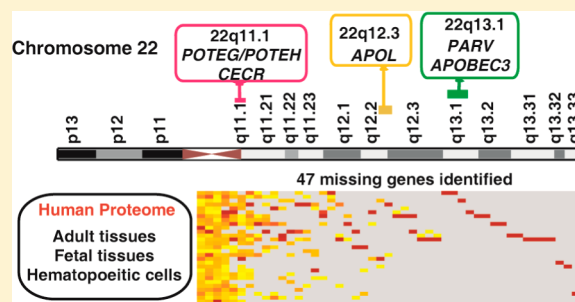 Chromosome 22
22q11.1
POTEG/POTEH
CECR
22q12.3
APOL
22q13.1
PARV
APOBEC3
p13
p12
p11
q11.1
q11.21
q11.22
q11.23
q12.1
q12.2
q12.3
q13.1
q13.2
q13.31
q13.32
47 missing genes identified
Human Proteome
Adult tissues
Fetal tissues
Hematopoeitic cells